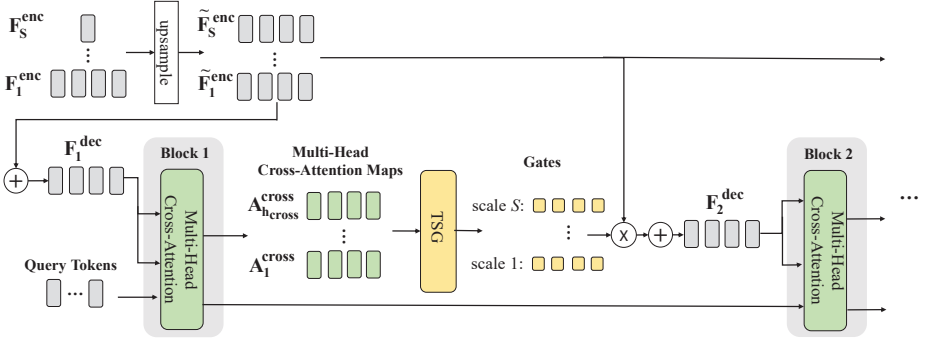 F_S^enc
F_1^enc
upsample
F̃_S^enc
F̃_1^enc
F_1^dec
Block 1
Multi-Head
Cross-Attention
Query Tokens
Multi-Head
Cross-Attention Maps
A_h_cross^cross
A_1^cross
TSG
Gates
scale S:
scale 1:
X
F_2^dec
Block 2
Multi-Head
Cross-Attention
...